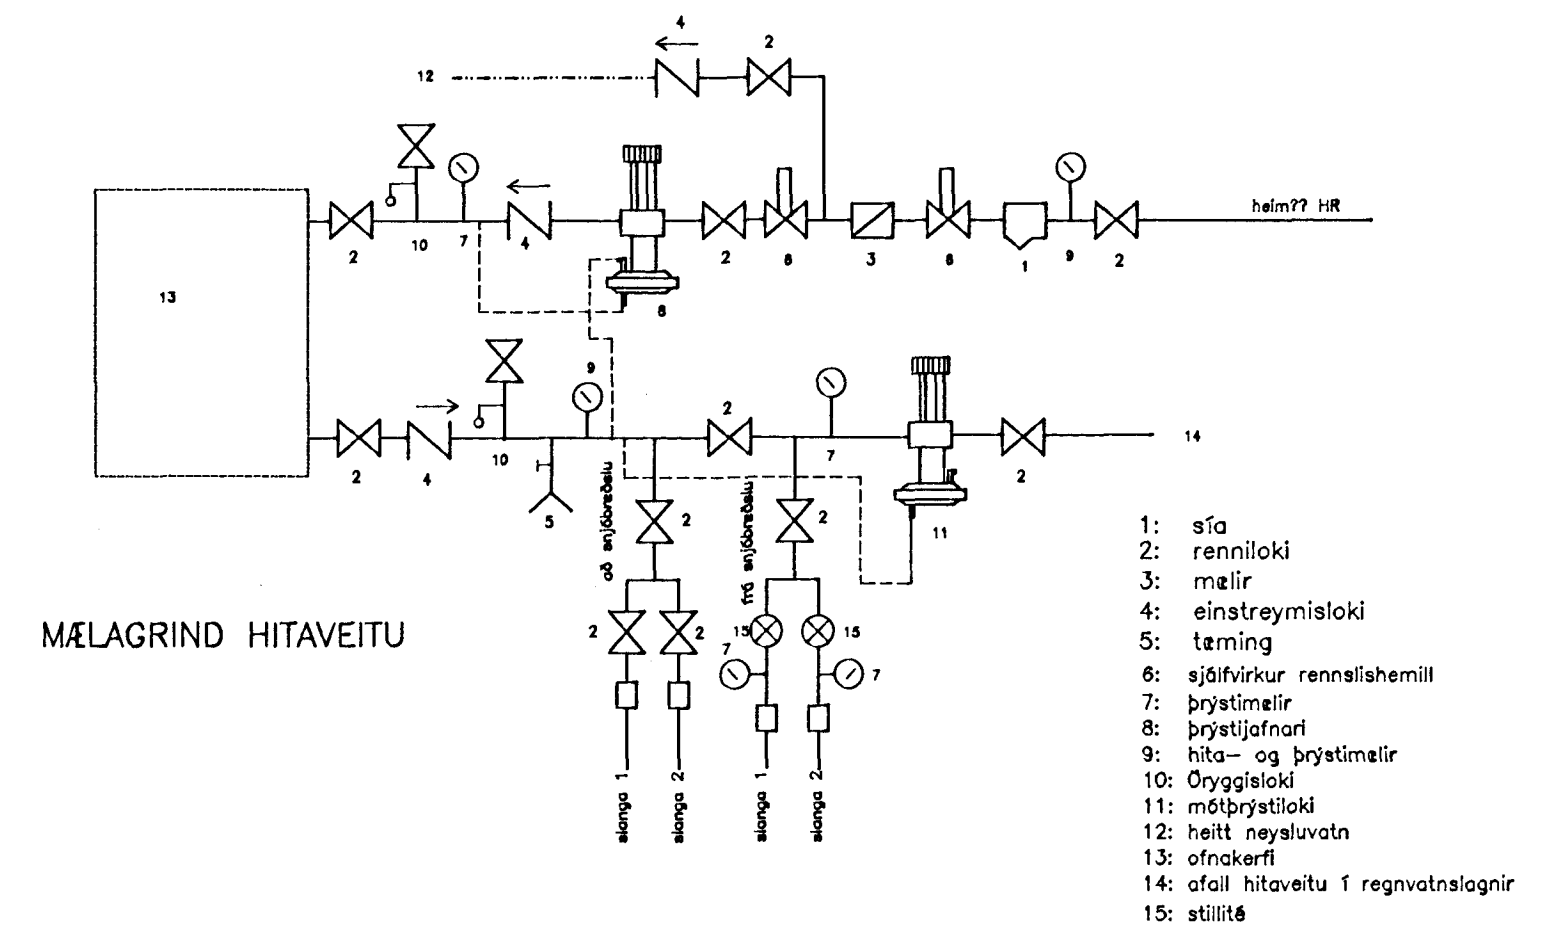 4
2
12
heim?? HR
2
10
7
4
2
6
3
6
1
9
2
13
8
9
2
2
4
10
5
7
2
14
að snjóbræðslu
2
frá snjóbræðslu
2
11
2
2
15
15
7
7
slanga 1
slanga 2
slanga 1
slanga 2
MÆLAGRIND HITAVEITU
1: sía
2: renniloki
3: mælir
4: einstreymisloki
5: tæming
6: sjálfvirkur rennslishemill
7: þrýstimælir
8: þrýstijafnari
9: hita- og þrýstimælir
10: Öryggisloki
11: mótþrýstiloki
12: heitt neysluvatn
13: ofnakerfi
14: afall hitaveitu í regnvatnslagnir
15: stillité